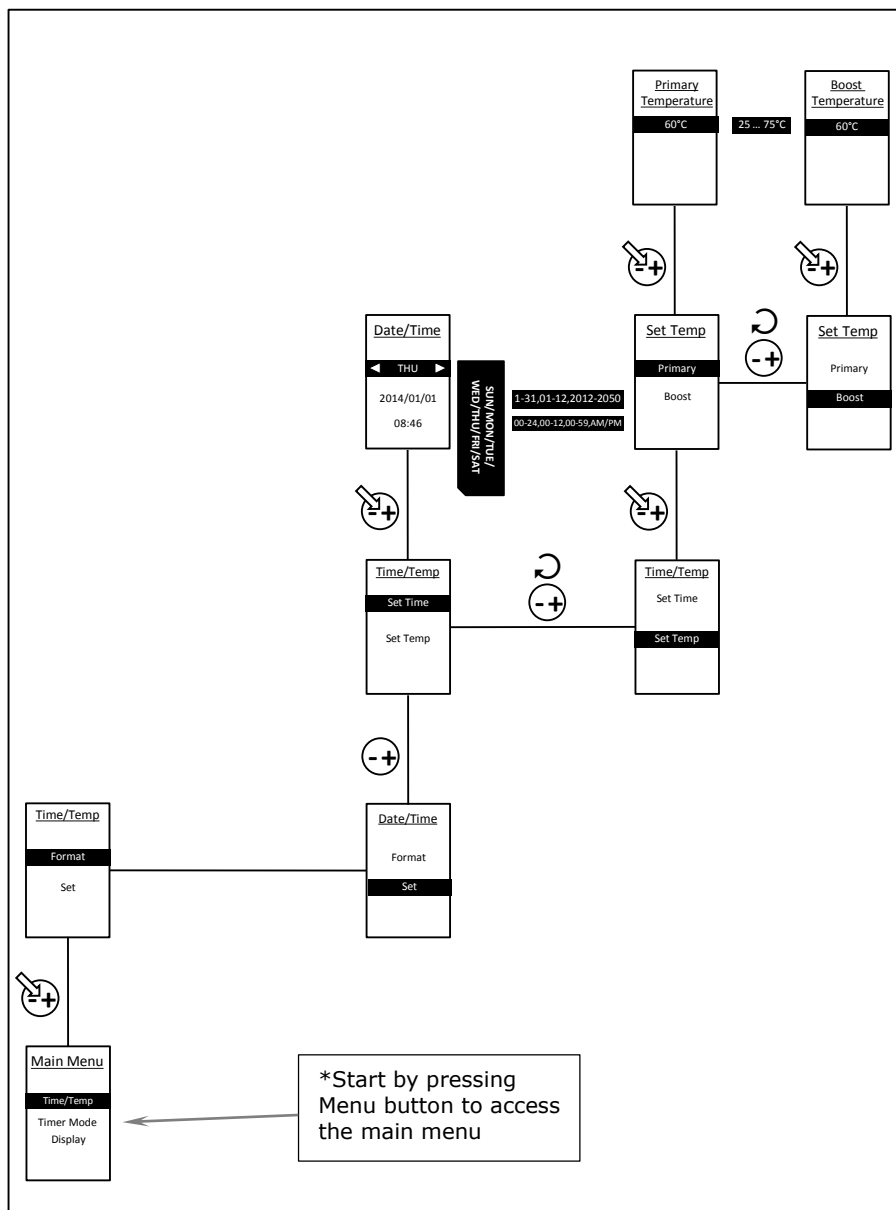 Primary
Temperature
60°C
25 ... 75°C
Boost
Temperature
60°C
- +
- +
Date/Time
◄ THU ►
2014/01/01
08:46
SUN/MON/TUE/
WED/THU/FRI/SAT
1-31,01-12,2012-2050
00-24,00-12,00-59,AM/PM
Set Temp
Primary
Boost
- +
Set Temp
Primary
Boost
- +
- +
Time/Temp
Set Time
Set Temp
- +
Time/Temp
Set Time
Set Temp
- +
Time/Temp
Format
Set
Date/Time
Format
Set
- +
Main Menu
Time/Temp
Timer Mode
Display
*Start by pressing
Menu button to access
the main menu